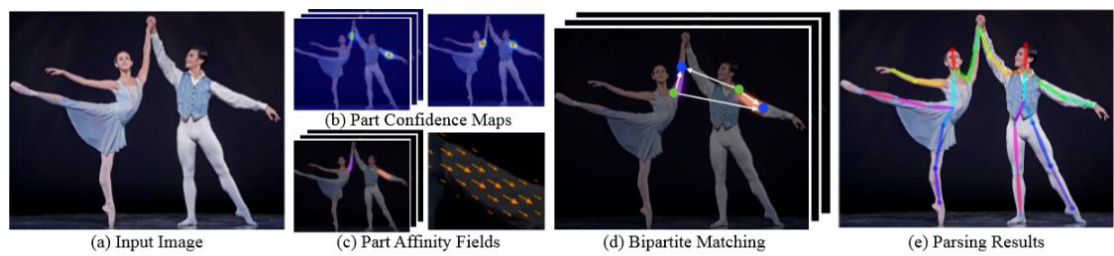 (a) Input Image
(b) Part Confidence Maps
(c) Part Affinity Fields
(d) Bipartite Matching
(e) Parsing Results